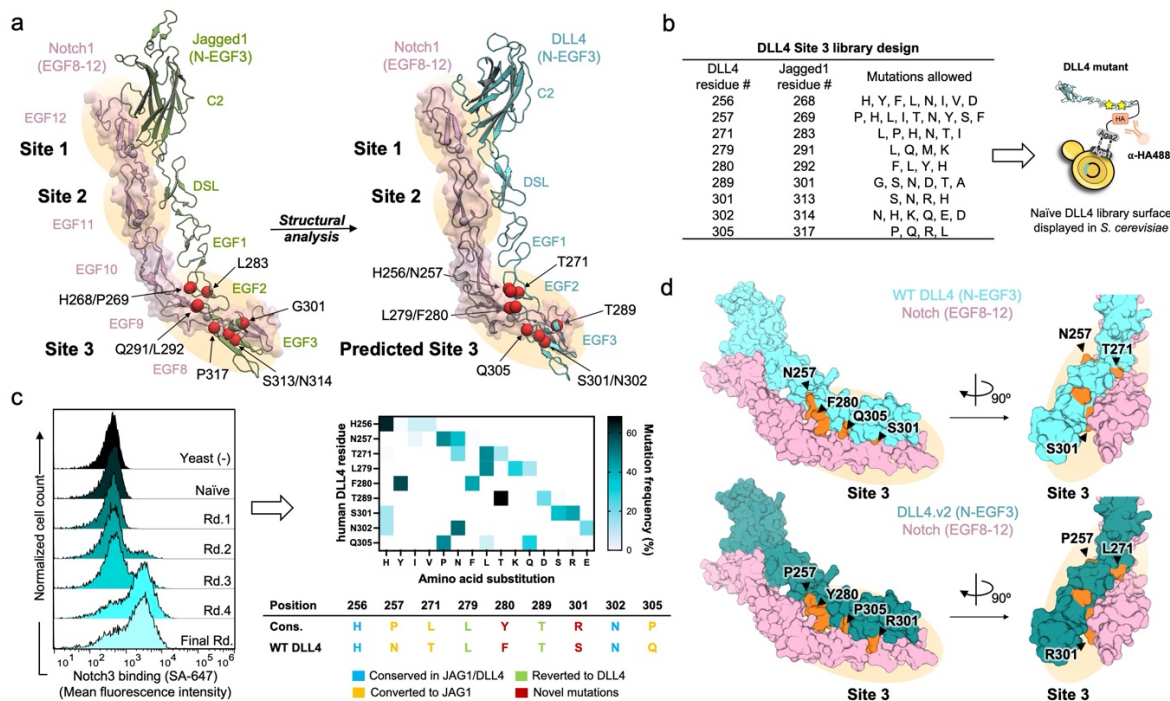 a
Notch1
(EGF8-12)
Jagged1
(N-EGF3)
C2
EGF12
Site 1
DSL
Site 2
EGF11
EGF1
EGF10
L283
EGF2
H268/P269
G301
EGF9
Site 3
Q291/L292
EGF3
EGF8
P317
S313/N314
Structural
analysis
Notch1
(EGF8-12)
DLL4
(N-EGF3)
C2
Site 1
DSL
Site 2
EGF1
H256/N257
T271
EGF2
L279/F280
T289
EGF3
Predicted Site 3
Q305
S301/N302
b
DLL4 Site 3 library design
DLL4 residue # Jagged1 residue # Mutations allowed
256 268 H, Y, F, L, N, I, V, D
257 269 P, H, L, I, T, N, Y, S, F
271 283 L, P, H, N, T, I
279 291 L, Q, M, K
280 292 F, L, Y, H
289 301 G, S, N, D, T, A
301 313 S, N, R, H
302 314 N, H, K, Q, E, D
305 317 P, Q, R, L
DLL4 mutant
HA
Aga2
Aga1
α-HA488
Naïve DLL4 library surface
displayed in S. cerevisiae
c
Normalized cell count
Yeast (-)
Naïve
Rd.1
Rd.2
Rd.3
Rd.4
Final Rd.
10¹ 10² 10³ 10⁴ 10⁵ 10⁶
Notch3 binding (SA-647)
(Mean fluorescence intensity)
human DLL4 residue
H256
N257
T271
L279
F280
T289
S301
N302
Q305
H Y I V P N F L T K Q D S R E
Amino acid substitution
60
40
20
0
Mutation frequency
(%)
Position 256 257 271 279 280 289 301 302 305
Cons. H P L L Y T R N P
WT DLL4 H N T L F T S N Q
Conserved in JAG1/DLL4 Reverted to DLL4
Converted to JAG1 Novel mutations
d
WT DLL4 (N-EGF3)
Notch (EGF8-12)
N257
F280
Q305
S301
Site 3
90º
N257
T271
S301
Site 3
DLL4.v2 (N-EGF3)
Notch (EGF8-12)
P257
Y280
P305
R301
Site 3
90º
P257
L271
R301
Site 3